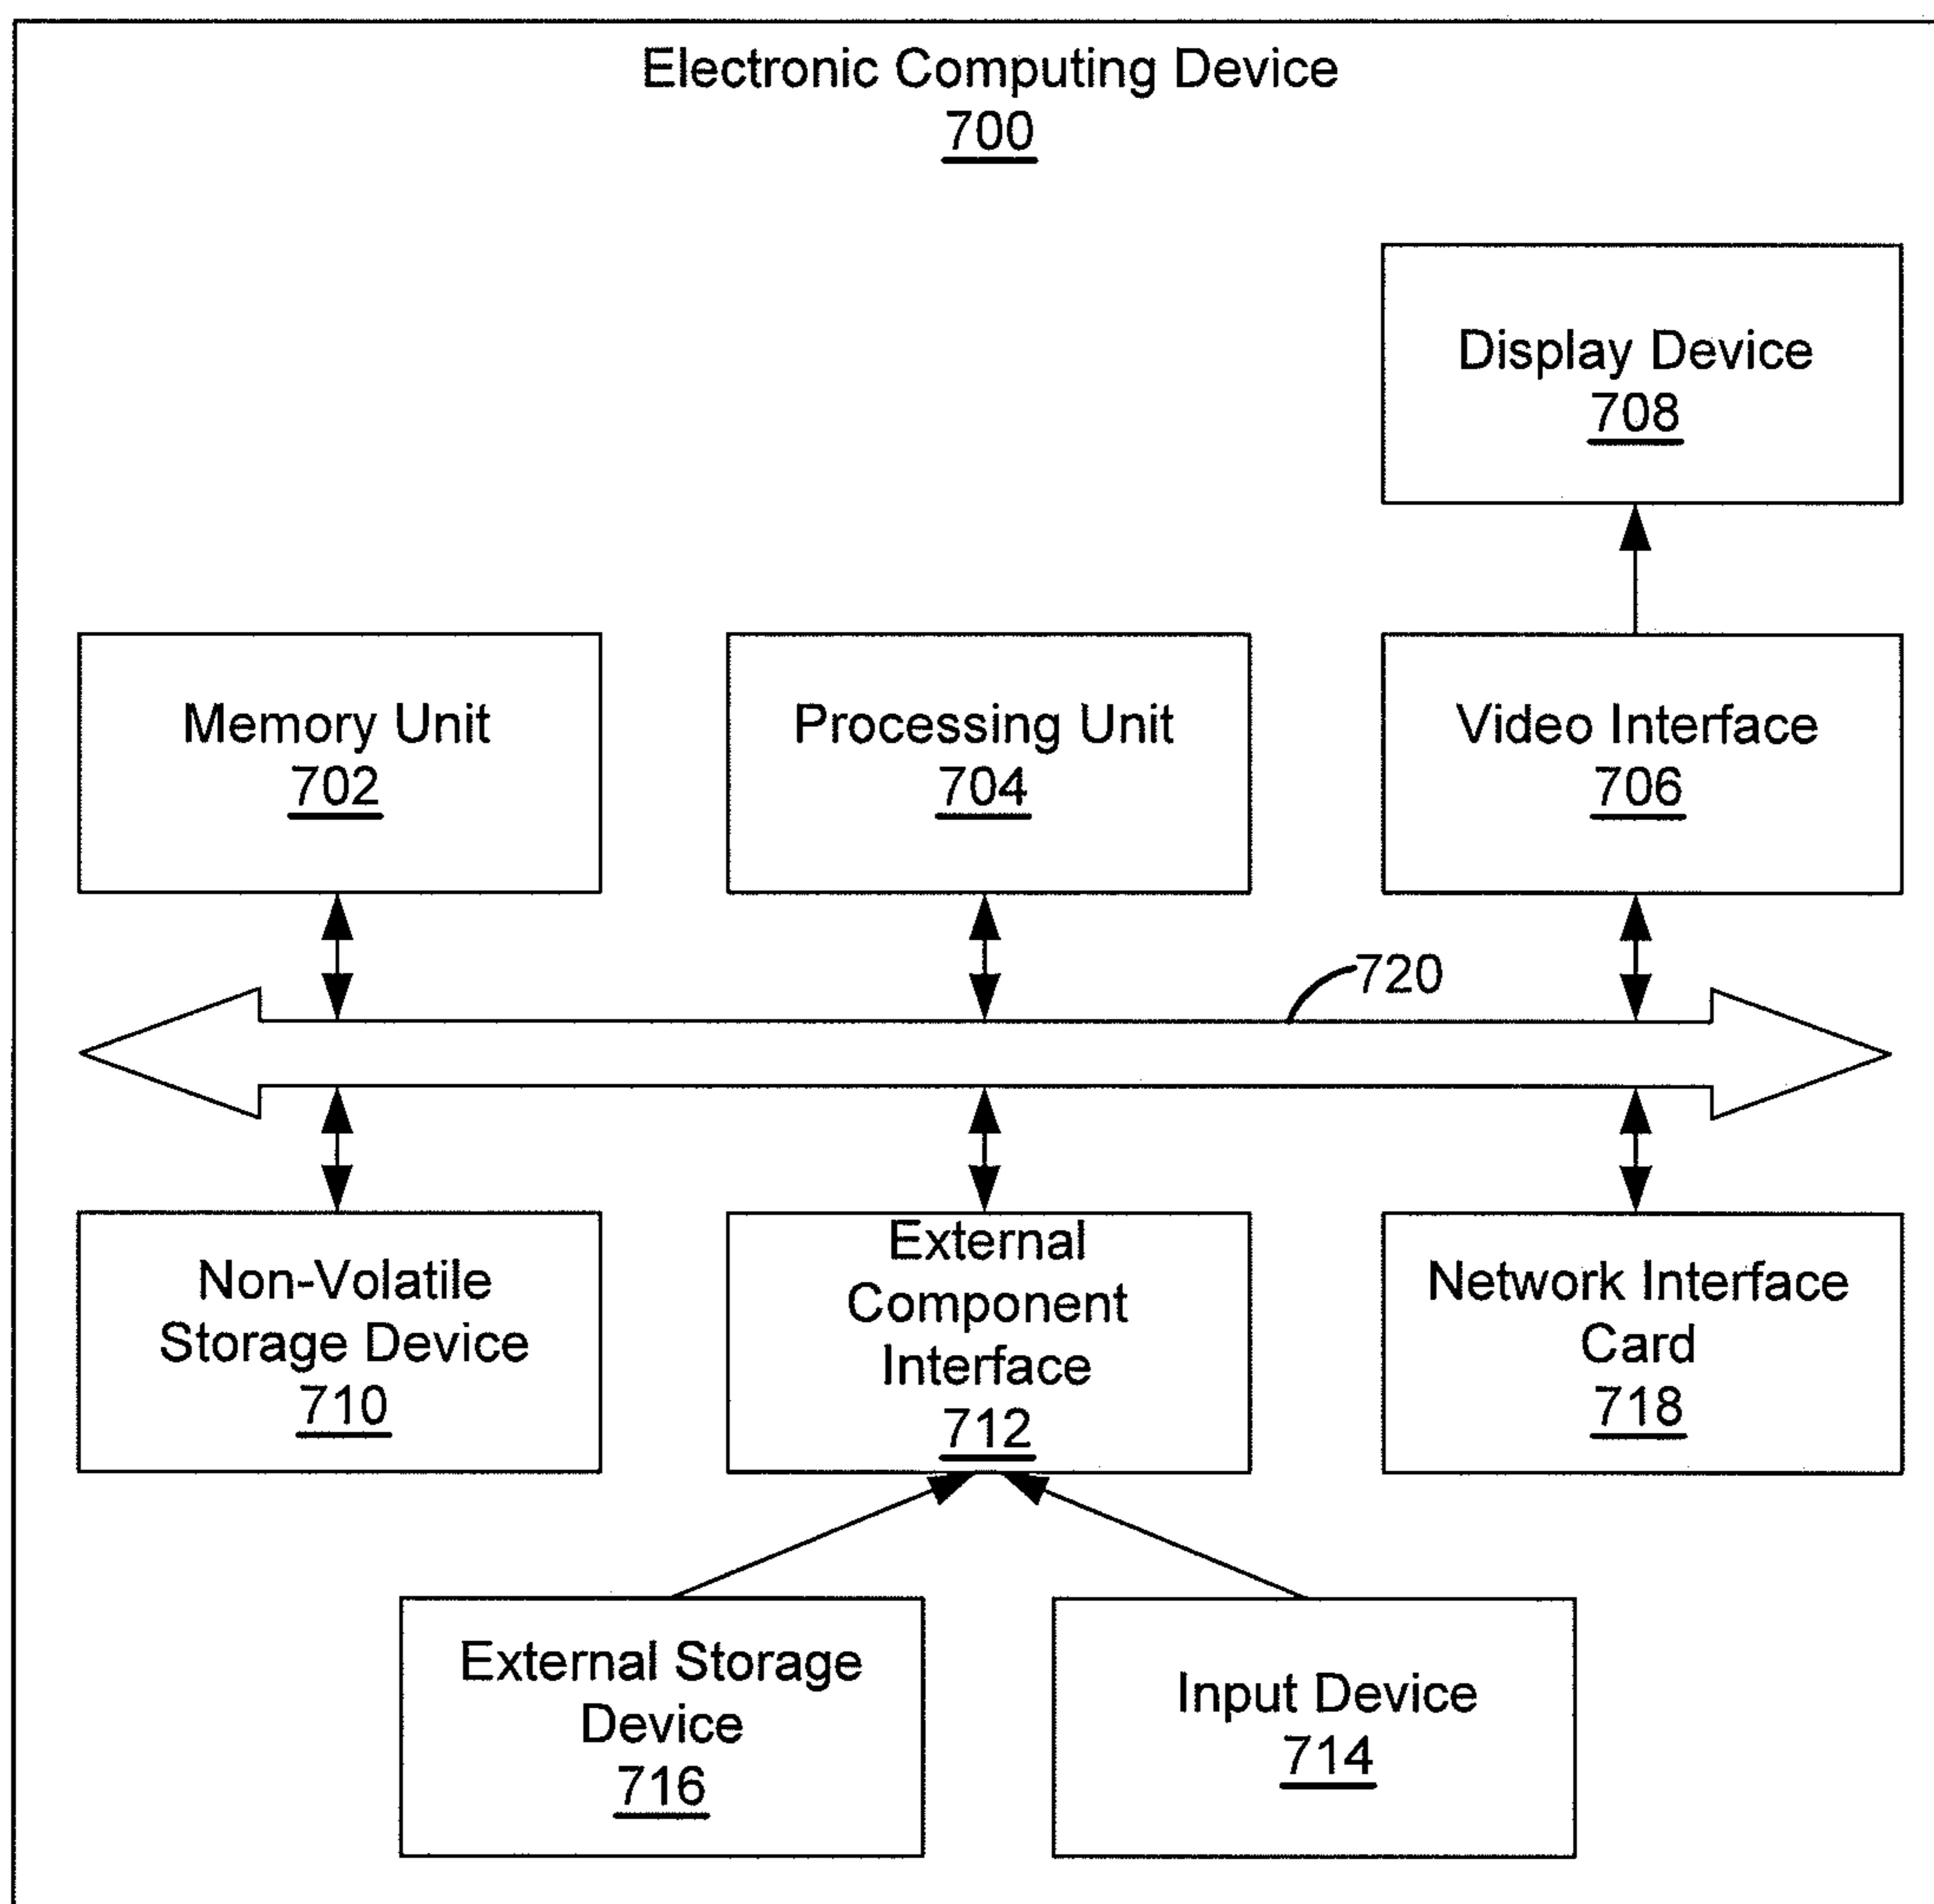 Electronic Computing Device
700
Display Device
708
Memory Unit
702
Processing Unit
704
Video Interface
706
720
Non-Volatile
Storage Device
710
External
Component
Interface
712
Network Interface
Card
718
External Storage
Device
716
Input Device
714